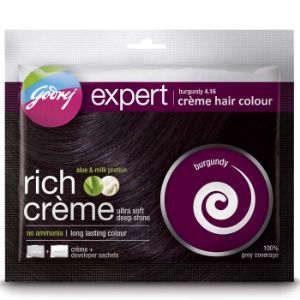 Godrej
expert
burgundy 4.16
crème hair colour
aloe & milk protein
rich
crème
ultra soft
deep shine
no ammonia | long lasting colour
crème +
developer sachets
burgundy
100%
grey coverage